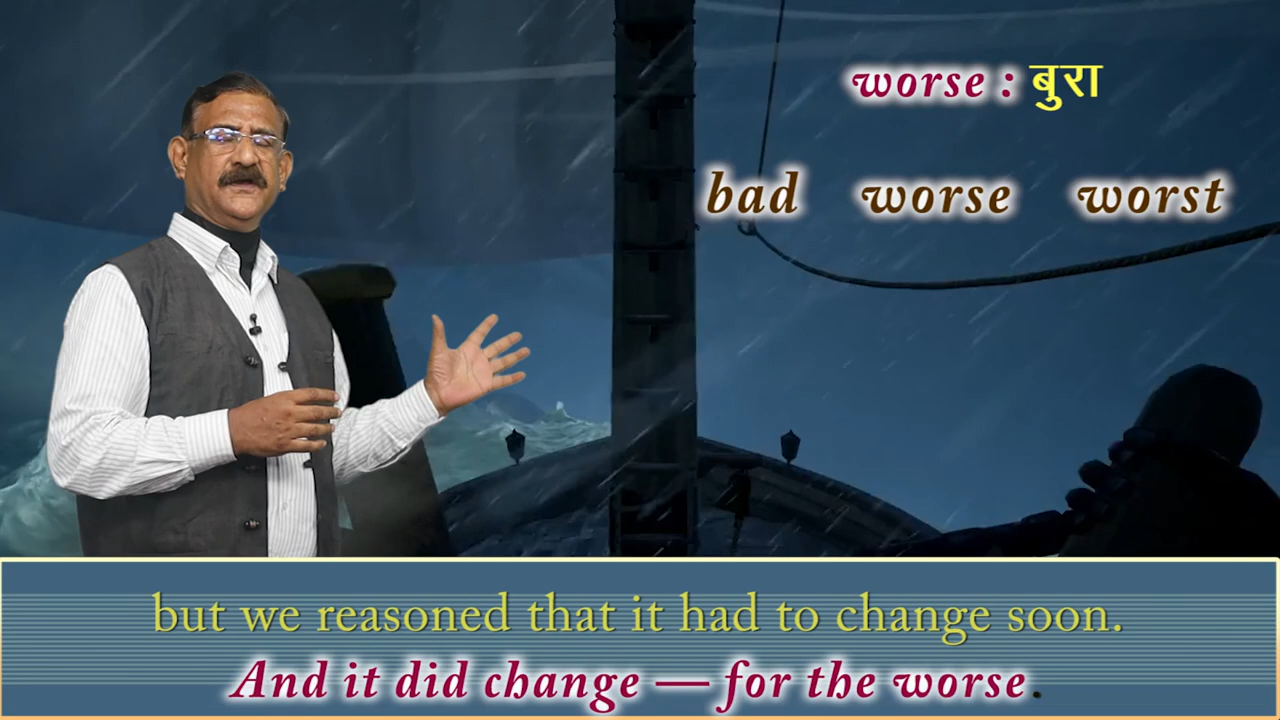 worse : बुरा
bad worse worst
but we reasoned that it had to change soon.
And it did change — for the worse.